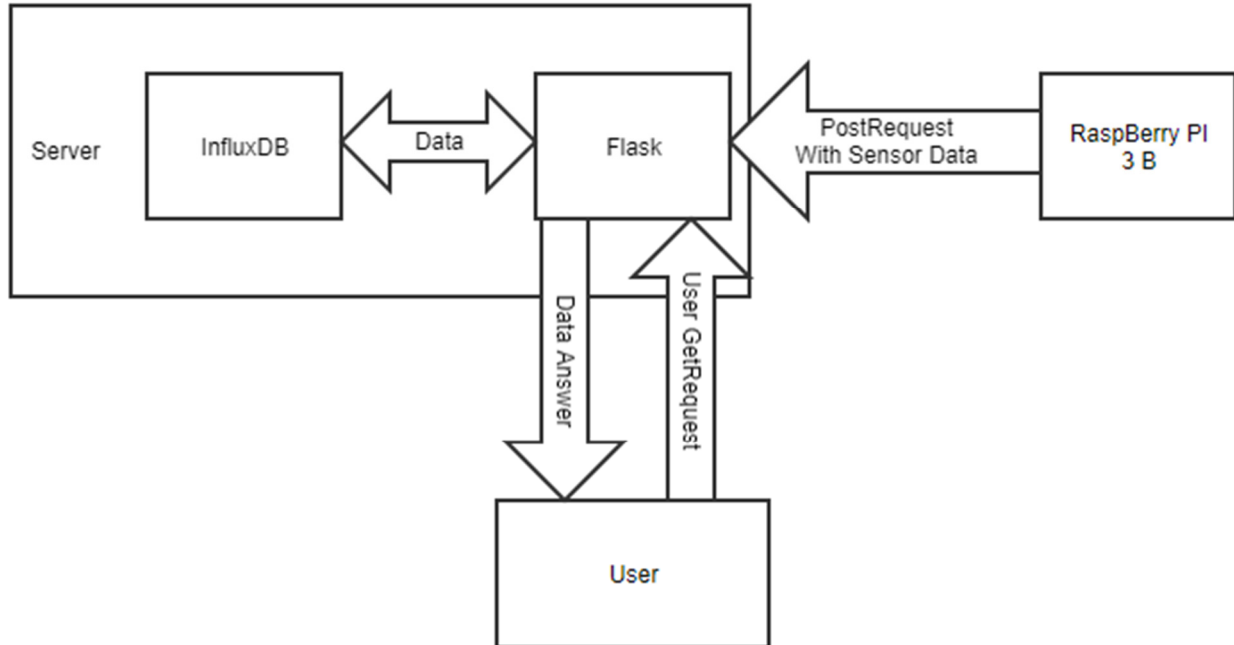 Server
InfluxDB
Data
Flask
PostRequest
With Sensor Data
RaspBerry PI
3 B
Data Answer
User GetRequest
User